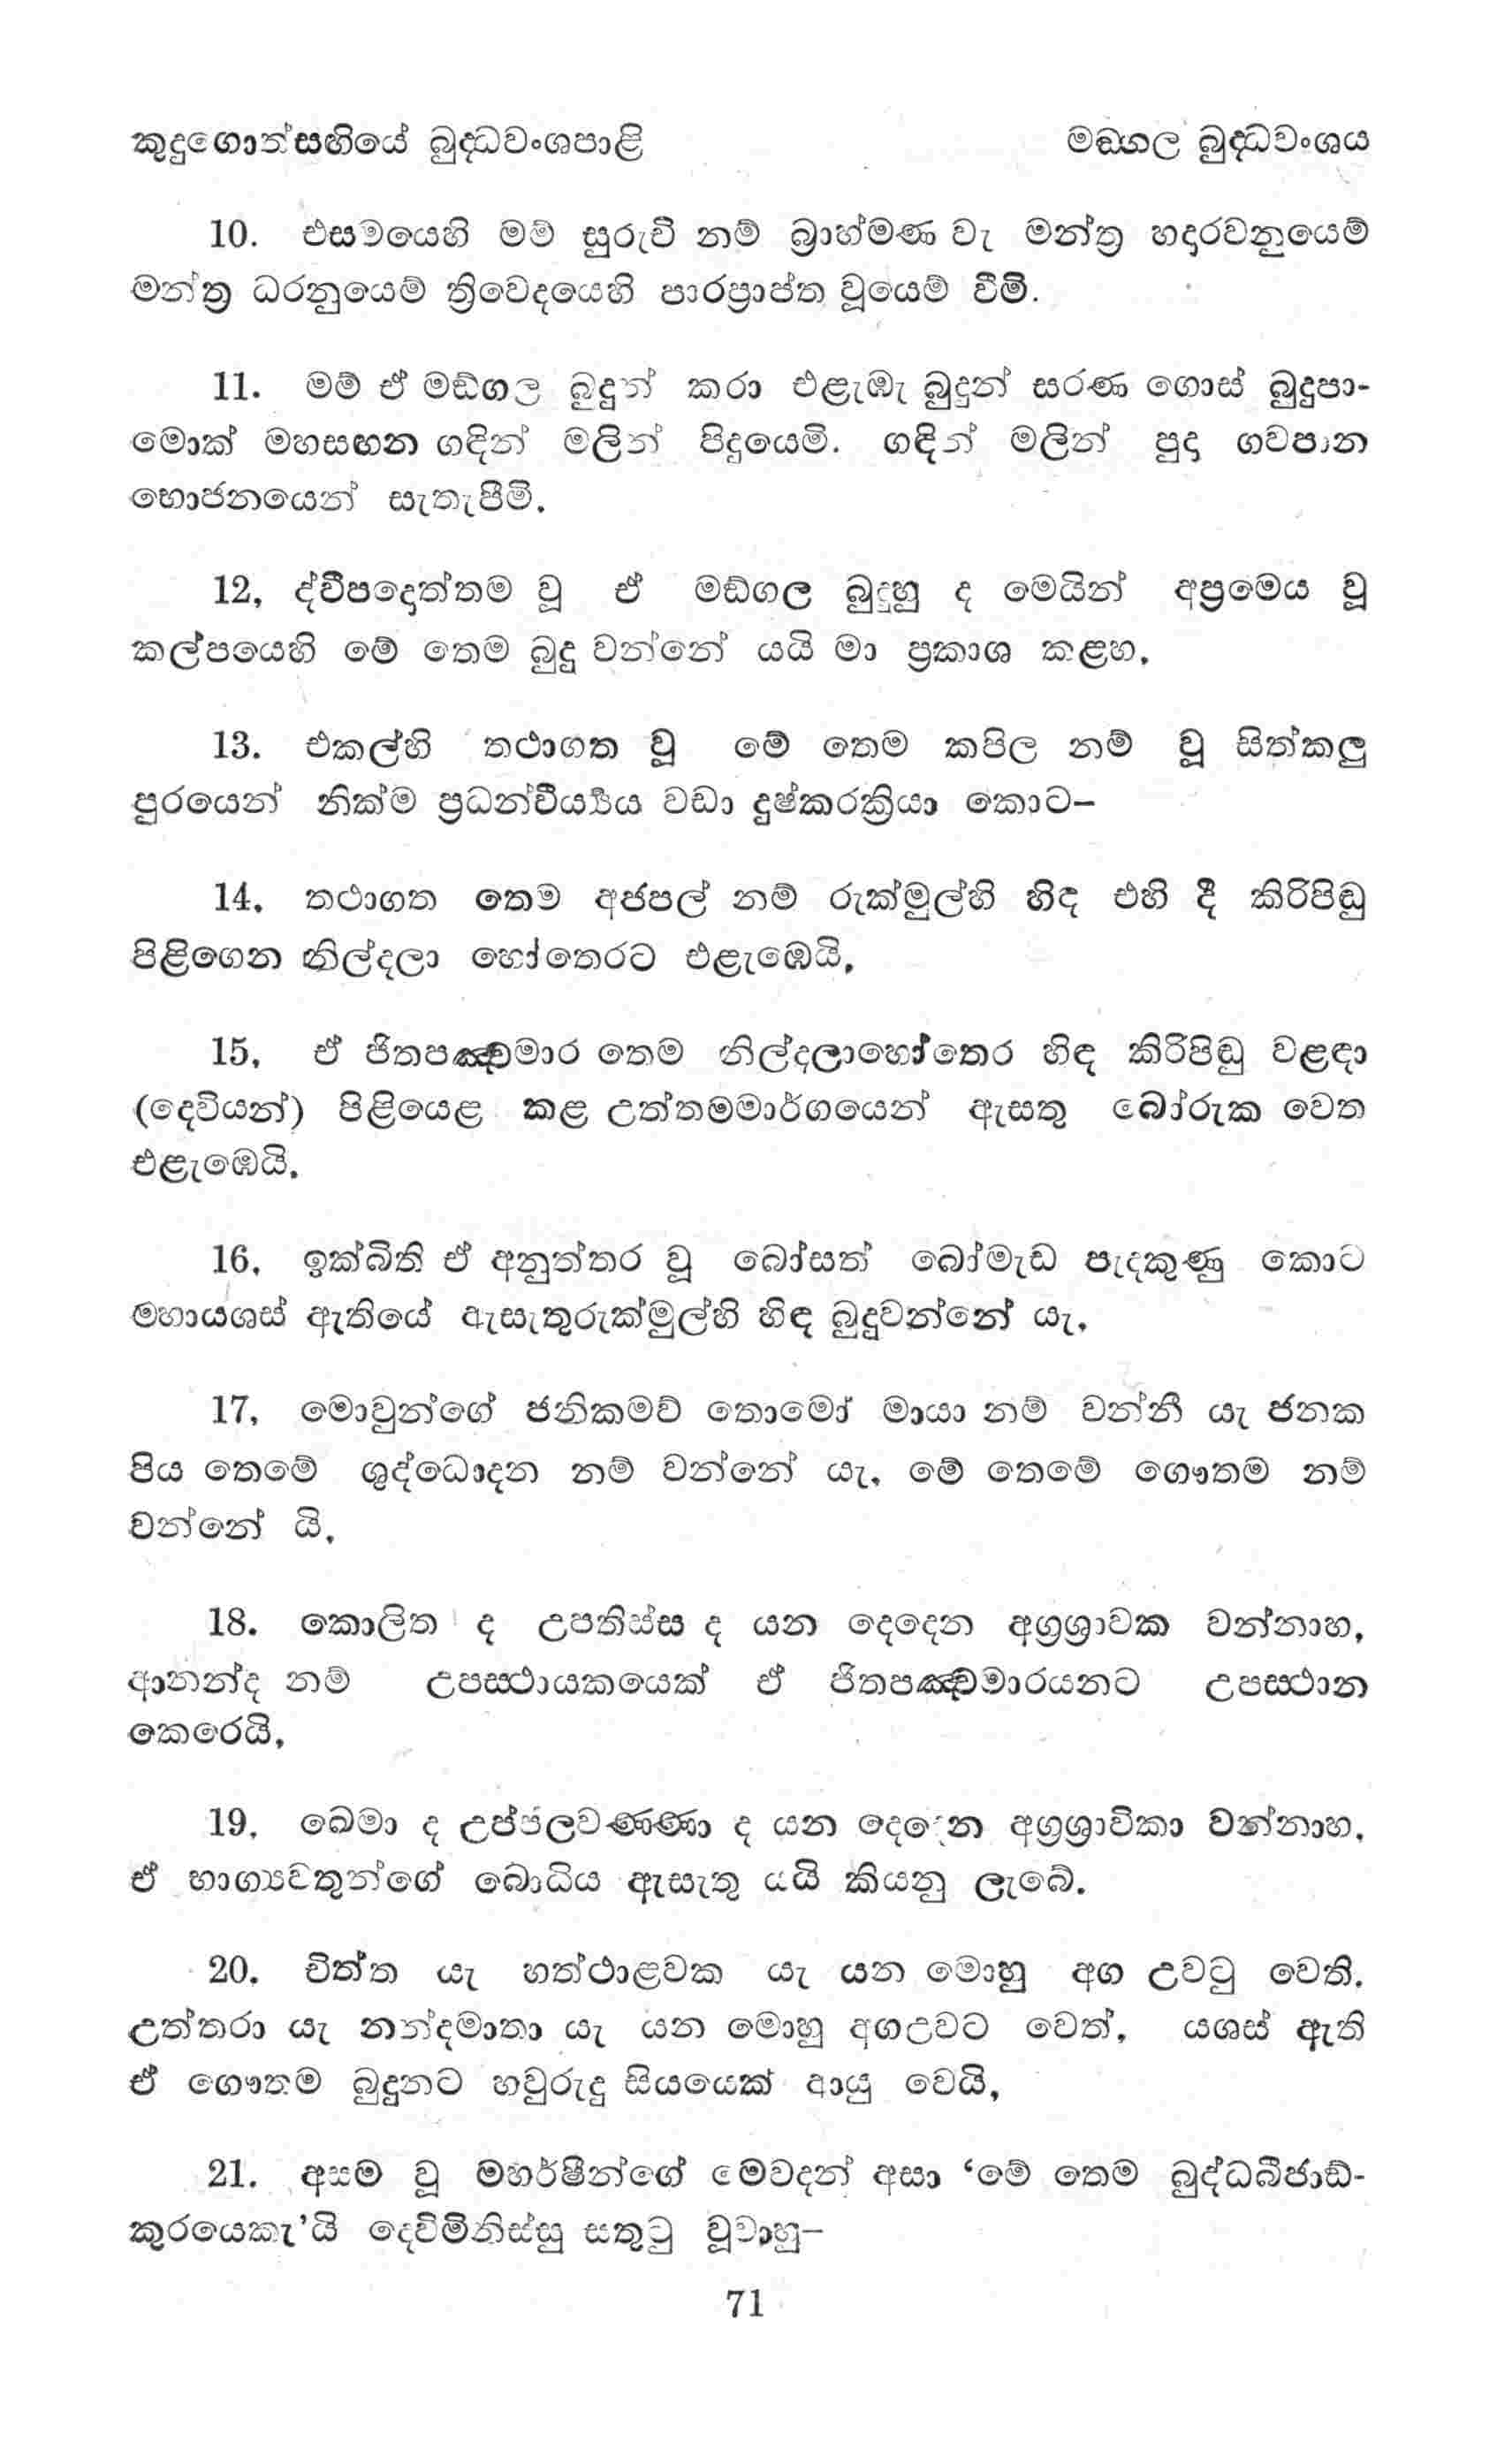 කුදුගොත්සඟියේ බුද්ධවංශපාළි මඞ්ගල බුද්ධවංශය
10. එසමයෙහි මම් සුරුචි නම් බ්‍රාහ්මණ වැ මන්ත්‍ර හදාරවනුයෙම්
මන්ත්‍ර ධරනුයෙම් ත්‍රිවෙදයෙහි පාරප්‍රාප්ත වූයෙම් වීමි.
11. මම් ඒ මඞ්ගල බුදුන් කරා එළැඹැ බුදුන් සරණ ගොස් බුදුපා-
මොක් මහසඟන ගඳින් මලින් පිදුයෙමි. ගඳින් මලින් පුදා ගවපාන
භොජනයෙන් සැතැපීමි.
12, ද්විපදොත්තම වූ ඒ මඞ්ගල බුදුහු ද මෙයින් අප්‍රමෙය වූ
කල්පයෙහි මේ තෙම බුදු වන්නේ යයි මා ප්‍රකාශ කළහ.
13. එකල්හි තථාගත වූ මේ තෙම කපිල නම් වූ සිත්කලු
පුරයෙන් නික්ම ප්‍රධන්වීර්‍ය්‍යය වඩා දුෂ්කරක්‍රියා කොට–
14. තථාගත තෙම අජපල් නම් රුක්මුල්හි හිඳ එහි දී කිරිපිඬු
පිළිගෙන නිල්දලා හෝතෙරට එළැඹෙයි.
15, ඒ ජිතපඤ්චමාර තෙම නිල්දලාහෝතෙර හිඳ කිරිපිඬු වළඳා
(දෙවියන්) පිළියෙළ කළ උත්තමමාර්ගයෙන් ඇසතු බෝරුක වෙත
එළැඹෙයි.
16. ඉක්බිති ඒ අනුත්තර වූ බෝසත් බෝමැඩ පැදකුණු කොට
මහායශස් ඇතියේ ඇසැතුරුක්මුල්හි හිඳ බුදුවන්නේ යැ.
17, මොවුන්ගේ ජනිකමව් තොමෝ මායා නම් වන්නී යැ ජනක
පිය තෙමේ ශුද්ධොදන නම් වන්නේ යැ. මේ තෙමේ ගෞතම නම්
වන්නේ යි.
18. කොලිත ද උපතිස්ස ද යන දෙදෙන අග්‍රශ්‍රාවක වන්නාහ.
ආනන්ද නම් උපස්ථායකයෙක් ඒ ජිතපඤ්චමාරයනට උපස්ථාන
කෙරෙයි.
19. ඛෙමා ද උප්පලවණ්ණා ද යන දෙදෙන අග්‍රශ්‍රාවිකා වන්නාහ.
ඒ භාග්‍යවතුන්ගේ බොධිය ඇසැතු යයි කියනු ලැබේ.
20. චිත්ත යැ හත්ථාළවක යැ යන මොහු අග උවටු වෙති.
උත්තරා යැ නන්දමාතා යැ යන මොහු අගඋවට වෙත්. යශස් ඇති
ඒ ගෞතම බුදුනට හවුරුදු සියයෙක් ආයු වෙයි.
21. අසම වූ මහර්ෂීන්ගේ මෙවදන් අසා ‘මේ තෙම බුද්ධබීජාඞ්-
කුරයෙකැ’යි දෙව්මිනිස්සු සතුටු වූවාහු–
71